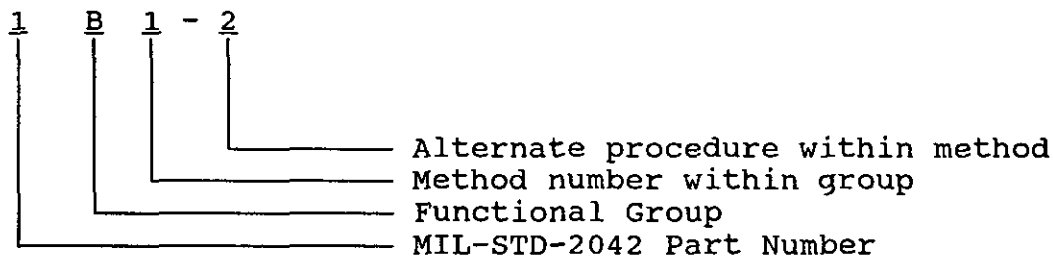 1 B 1 - 2
Alternate procedure within method
Method number within group
Functional Group
MIL-STD-2042 Part Number